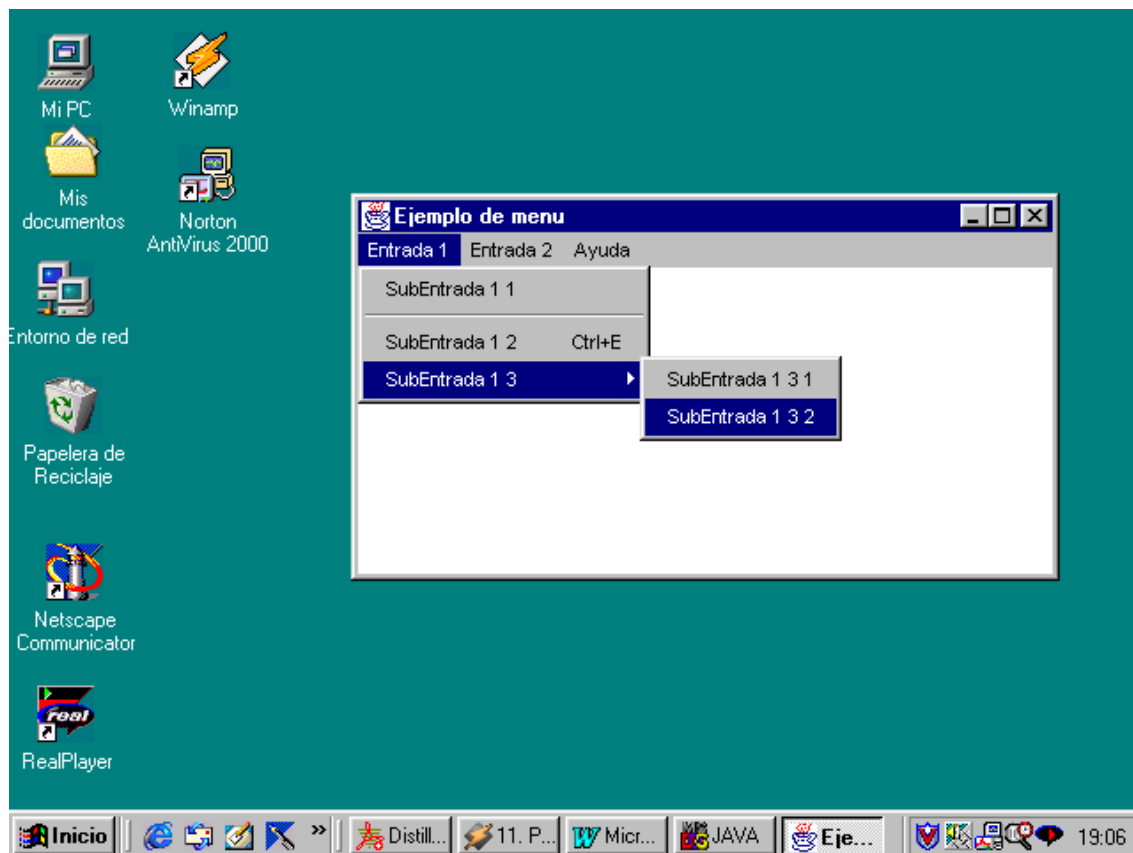 Mi PC
Winamp
Mis
documentos
Norton
AntiVirus 2000
Entorno de red
Papelera de
Reciclaje
Netscape
Communicator
real
RealPlayer
Ejemplo de menu
Entrada 1 Entrada 2 Ayuda
SubEntrada 1 1
SubEntrada 1 2 Ctrl+E
SubEntrada 1 3
SubEntrada 1 3 1
SubEntrada 1 3 2
Inicio » Distill... 11. P... Micr... JAVA Eje... 19:06